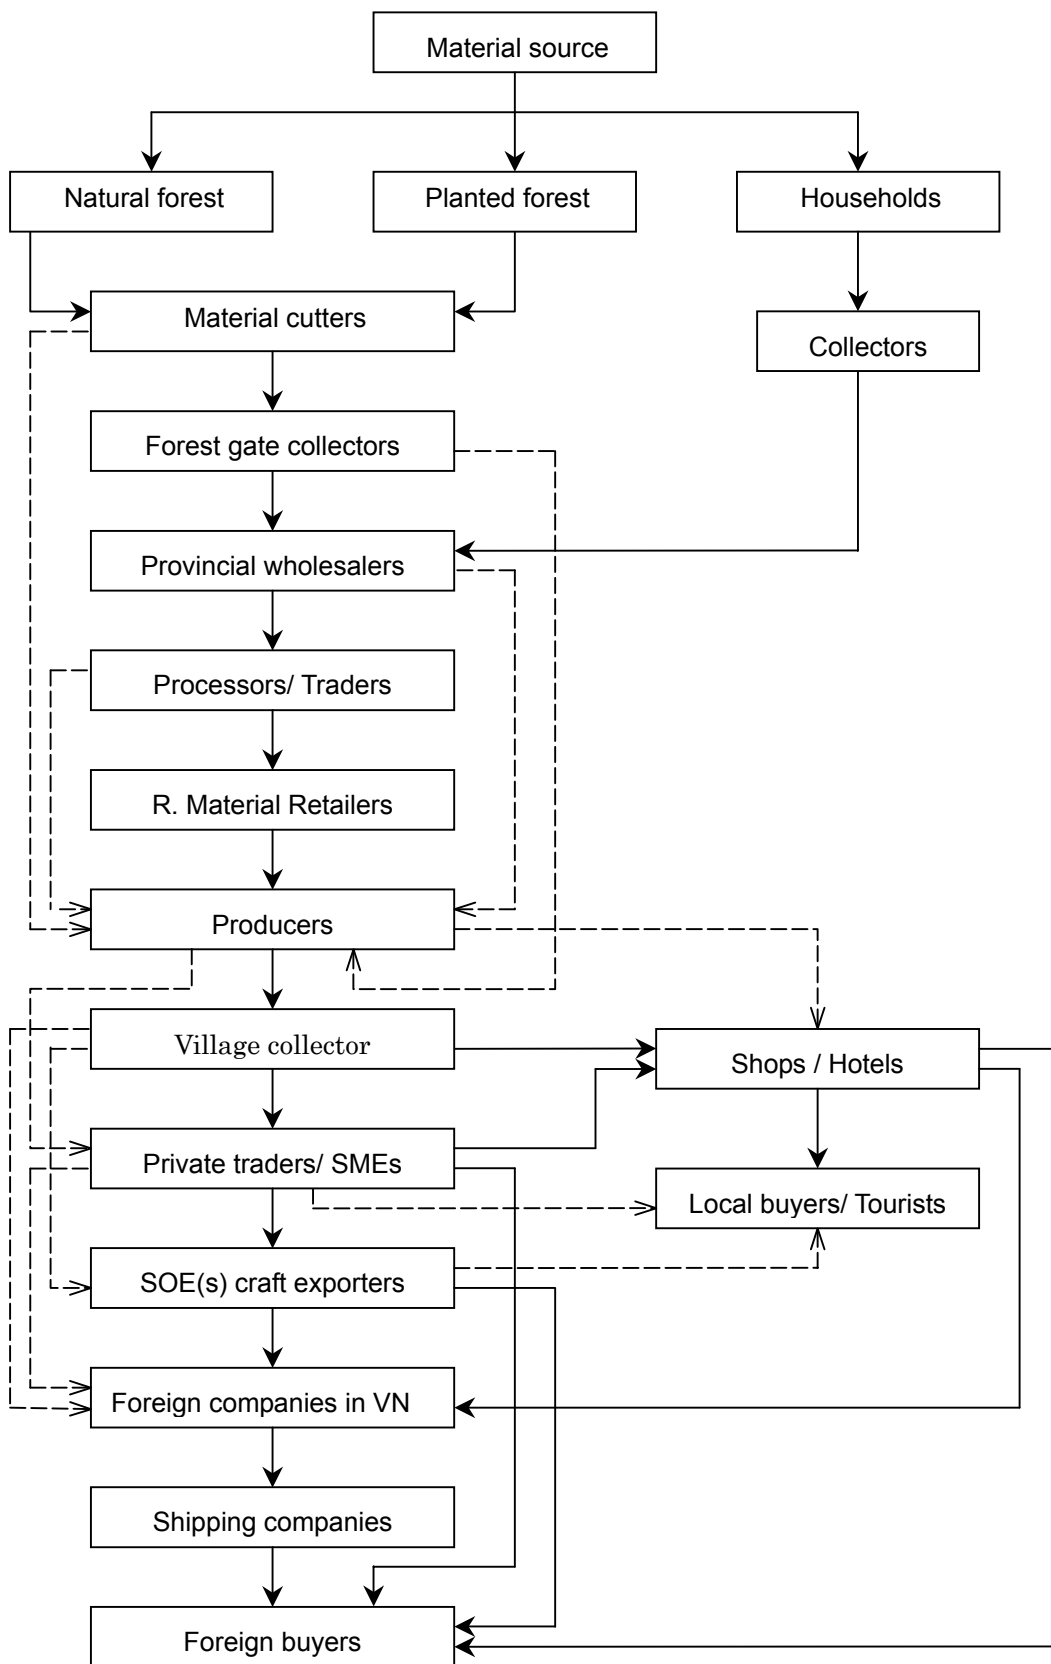 Material source
Natural forest
Planted forest
Households
Material cutters
Collectors
Forest gate collectors
Provincial wholesalers
Processors/ Traders
R. Material Retailers
Producers
Village collector
Shops / Hotels
Private traders/ SMEs
Local buyers/ Tourists
SOE(s) craft exporters
Foreign companies in VN
Shipping companies
Foreign buyers